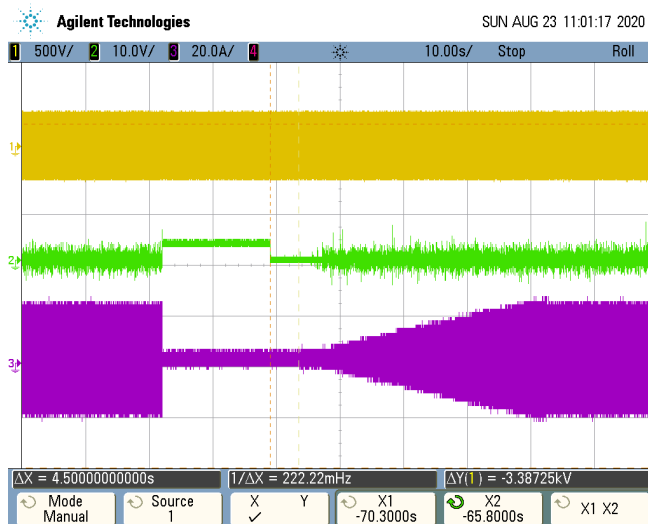 Agilent Technologies
SUN AUG 23 11:01:17 2020
1 500V/ 2 10.0V/ 3 20.0A/ 4 10.00s/ Stop Roll
1
2
3
ΔX = 4.50000000000s 1/ΔX = 222.22mHz ΔY(1) = -3.38725kV
Mode Source X Y X1 X2 X1 X2
Manual 1 ✓ -70.3000s -65.8000s